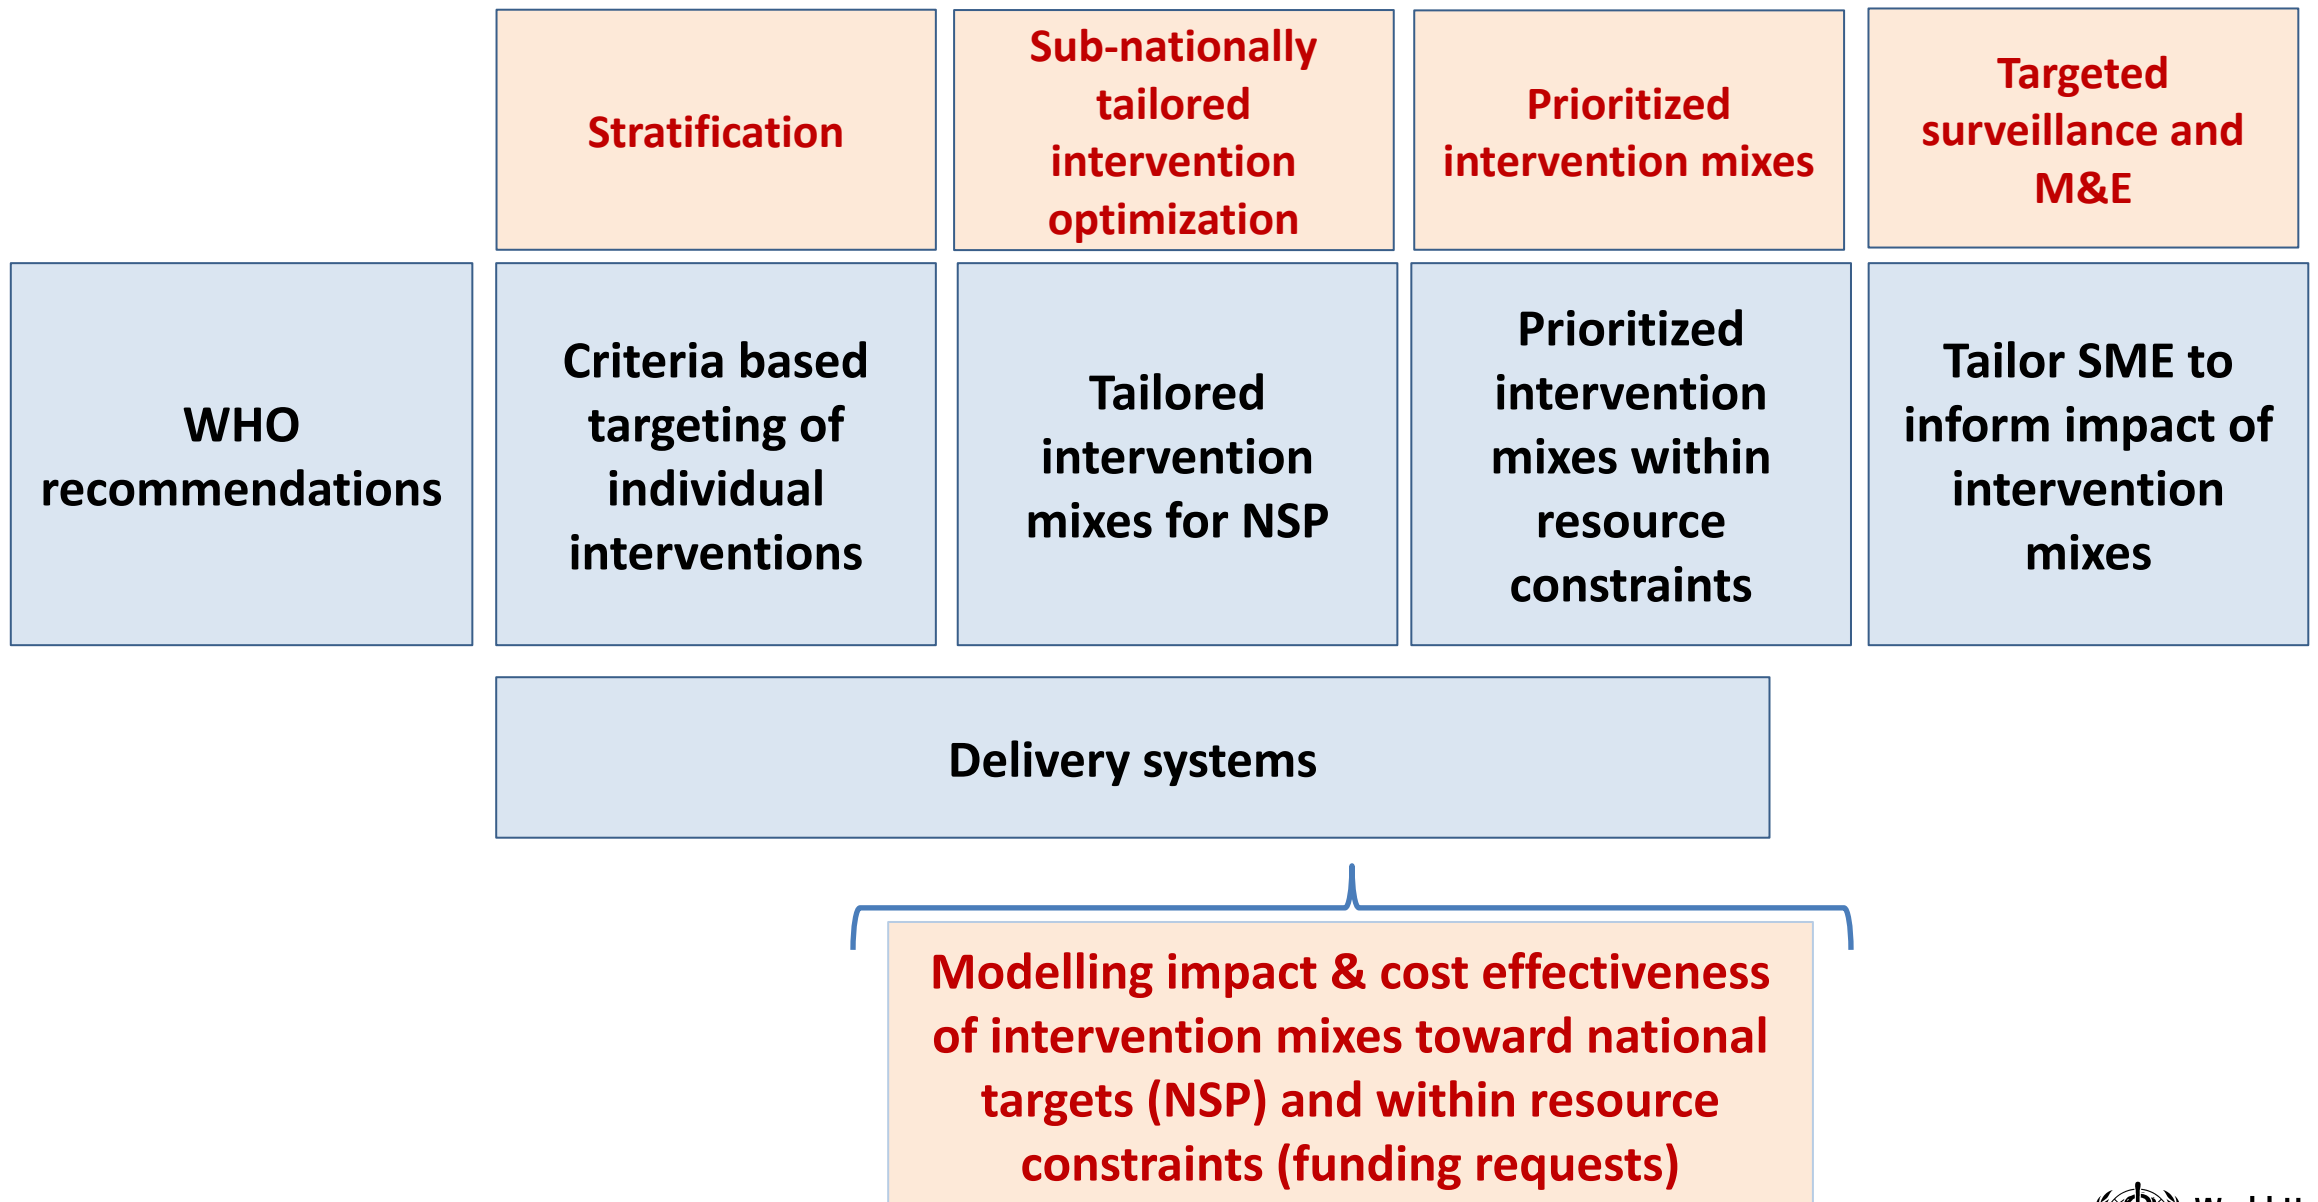 Stratification
Sub-nationally
tailored
intervention
optimization
Prioritized
intervention mixes
Targeted
surveillance and
M&E
WHO
recommendations
Criteria based
targeting of
individual
interventions
Tailored
intervention
mixes for NSP
Prioritized
intervention
mixes within
resource
constraints
Tailor SME to
inform impact of
intervention
mixes
Delivery systems
Modelling impact & cost effectiveness
of intervention mixes toward national
targets (NSP) and within resource
constraints (funding requests)